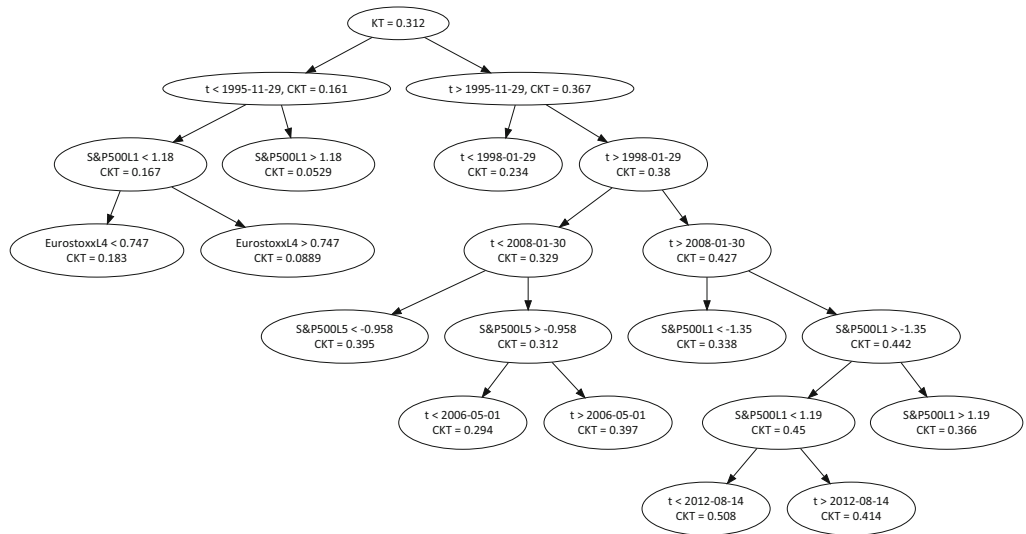 KT = 0.312
t < 1995-11-29, CKT = 0.161
t > 1995-11-29, CKT = 0.367
S&P500L1 < 1.18
CKT = 0.167
S&P500L1 > 1.18
CKT = 0.0529
t < 1998-01-29
CKT = 0.234
t > 1998-01-29
CKT = 0.38
EurostoxxL4 < 0.747
CKT = 0.183
EurostoxxL4 > 0.747
CKT = 0.0889
t < 2008-01-30
CKT = 0.329
t > 2008-01-30
CKT = 0.427
S&P500L5 < -0.958
CKT = 0.395
S&P500L5 > -0.958
CKT = 0.312
S&P500L1 < -1.35
CKT = 0.338
S&P500L1 > -1.35
CKT = 0.442
t < 2006-05-01
CKT = 0.294
t > 2006-05-01
CKT = 0.397
S&P500L1 < 1.19
CKT = 0.45
S&P500L1 > 1.19
CKT = 0.366
t < 2012-08-14
CKT = 0.508
t > 2012-08-14
CKT = 0.414